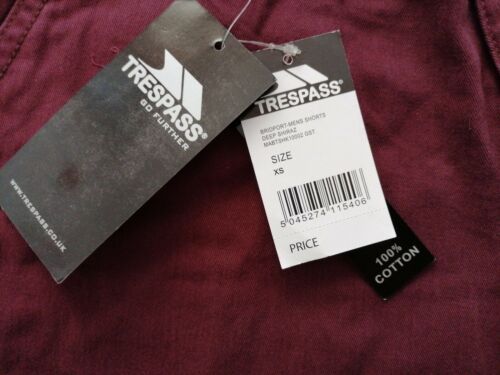 TRESPASS®
GO FURTHER
WWW.TRESPASS.CO.UK
TRESPASS®
BRIDPORT-MENS SHORTS
DEEP SHIRAZ
MABTSHK10002 DST
SIZE
XS
5 045274 115406
PRICE
100%
COTTON